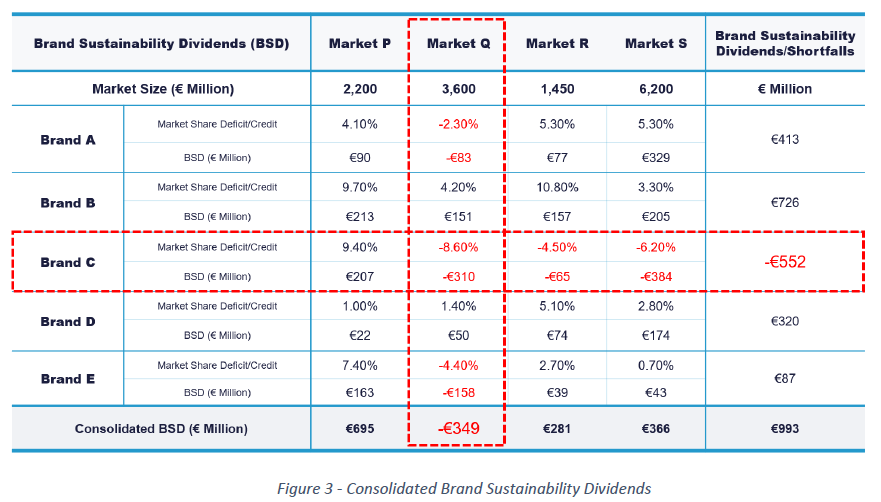 Brand Sustainability Dividends (BSD) Market P Market Q Market R Market S Brand Sustainability
Dividends/Shortfalls
Market Size (€ Million) 2,200 3,600 1,450 6,200 € Million
Brand A
Market Share Deficit/Credit 4.10% -2.30% 5.30% 5.30%
€413
BSD (€ Million) €90 -€83 €77 €329
Brand B
Market Share Deficit/Credit 9.70% 4.20% 10.80% 3.30%
€726
BSD (€ Million) €213 €151 €157 €205
Brand C
Market Share Deficit/Credit 9.40% -8.60% -4.50% -6.20%
-€552
BSD (€ Million) €207 -€310 -€65 -€384
Brand D
Market Share Deficit/Credit 1.00% 1.40% 5.10% 2.80%
€320
BSD (€ Million) €22 €50 €74 €174
Brand E
Market Share Deficit/Credit 7.40% -4.40% 2.70% 0.70%
€87
BSD (€ Million) €163 -€158 €39 €43
Consolidated BSD (€ Million) €695 -€349 €281 €366 €993
Figure 3 - Consolidated Brand Sustainability Dividends